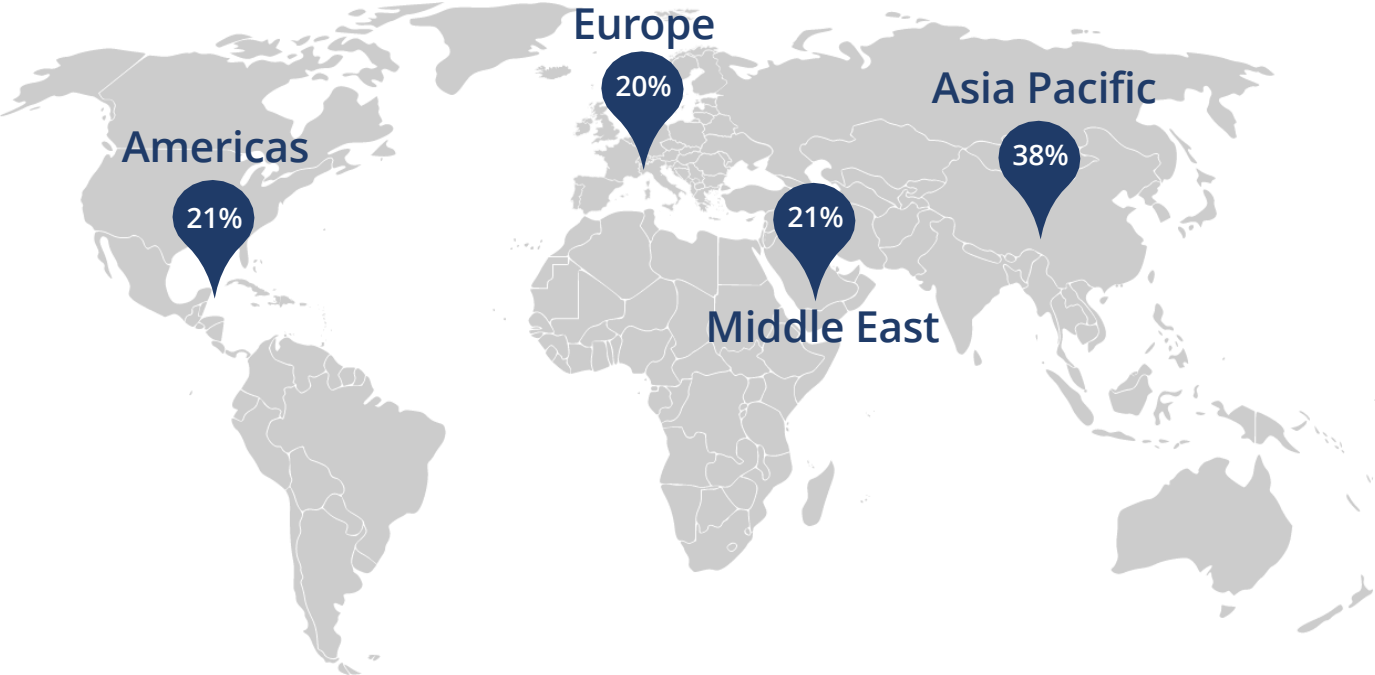 Europe
20%
Asia Pacific
38%
Americas
21%
21%
Middle East